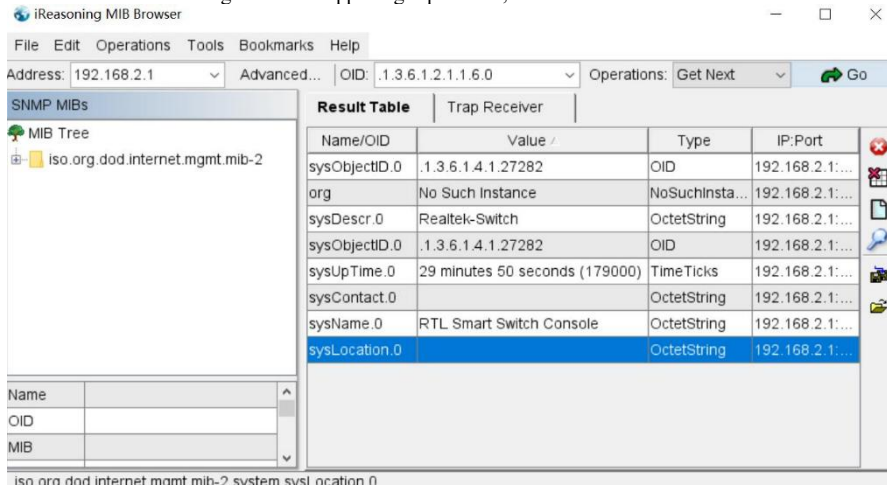 iReasoning MIB Browser
File Edit Operations Tools Bookmarks Help
Address: 192.168.2.1 Advanced... OID: .1.3.6.1.2.1.1.6.0 Operations: Get Next Go
SNMP MIBs
MIB Tree
iso.org.dod.internet.mgmt.mib-2
Name
OID
MIB
Result Table Trap Receiver
Name/OID Value Type IP:Port
sysObjectID.0 .1.3.6.1.4.1.27282 OID 192.168.2.1:...
org No Such Instance NoSuchInsta... 192.168.2.1:...
sysDescr.0 Realtek-Switch OctetString 192.168.2.1:...
sysObjectID.0 .1.3.6.1.4.1.27282 OID 192.168.2.1:...
sysUpTime.0 29 minutes 50 seconds (179000) TimeTicks 192.168.2.1:...
sysContact.0 OctetString 192.168.2.1:...
sysName.0 RTL Smart Switch Console OctetString 192.168.2.1:...
sysLocation.0 OctetString 192.168.2.1:...
iso.org.dod.internet.mgmt.mib-2.system.sysLocation.0